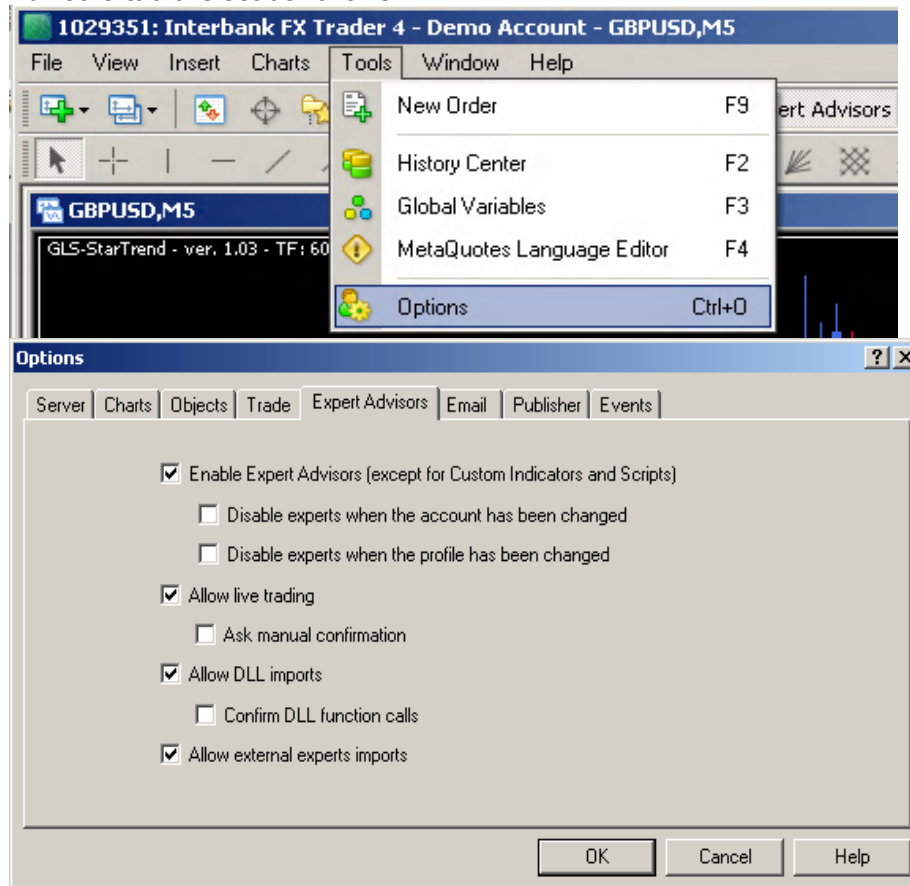 1029351: Interbank FX Trader 4 - Demo Account - GBPUSD,M5
File View Insert Charts Tools Window Help
New Order F9
ert Advisors
History Center F2
Global Variables F3
MetaQuotes Language Editor F4
Options Ctrl+O
GBPUSD,M5
GLS-StarTrend - ver. 1.03 - TF: 60
Options
Server Charts Objects Trade Expert Advisors Email Publisher Events
Enable Expert Advisors (except for Custom Indicators and Scripts)
Disable experts when the account has been changed
Disable experts when the profile has been changed
Allow live trading
Ask manual confirmation
Allow DLL imports
Confirm DLL function calls
Allow external experts imports
OK Cancel Help